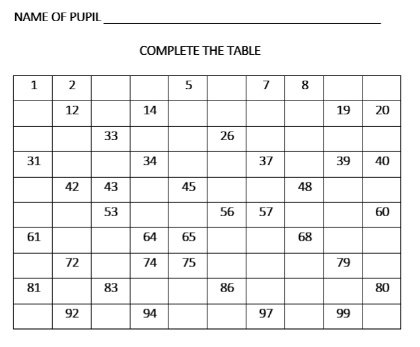 NAME OF PUPIL
COMPLETE THE TABLE
1 2 5 7 8
12 14 19 20
33 26
31 34 37 39 40
42 43 45 48
53 56 57 60
61 64 65 68
72 74 75 79
81 83 86 80
92 94 97 99